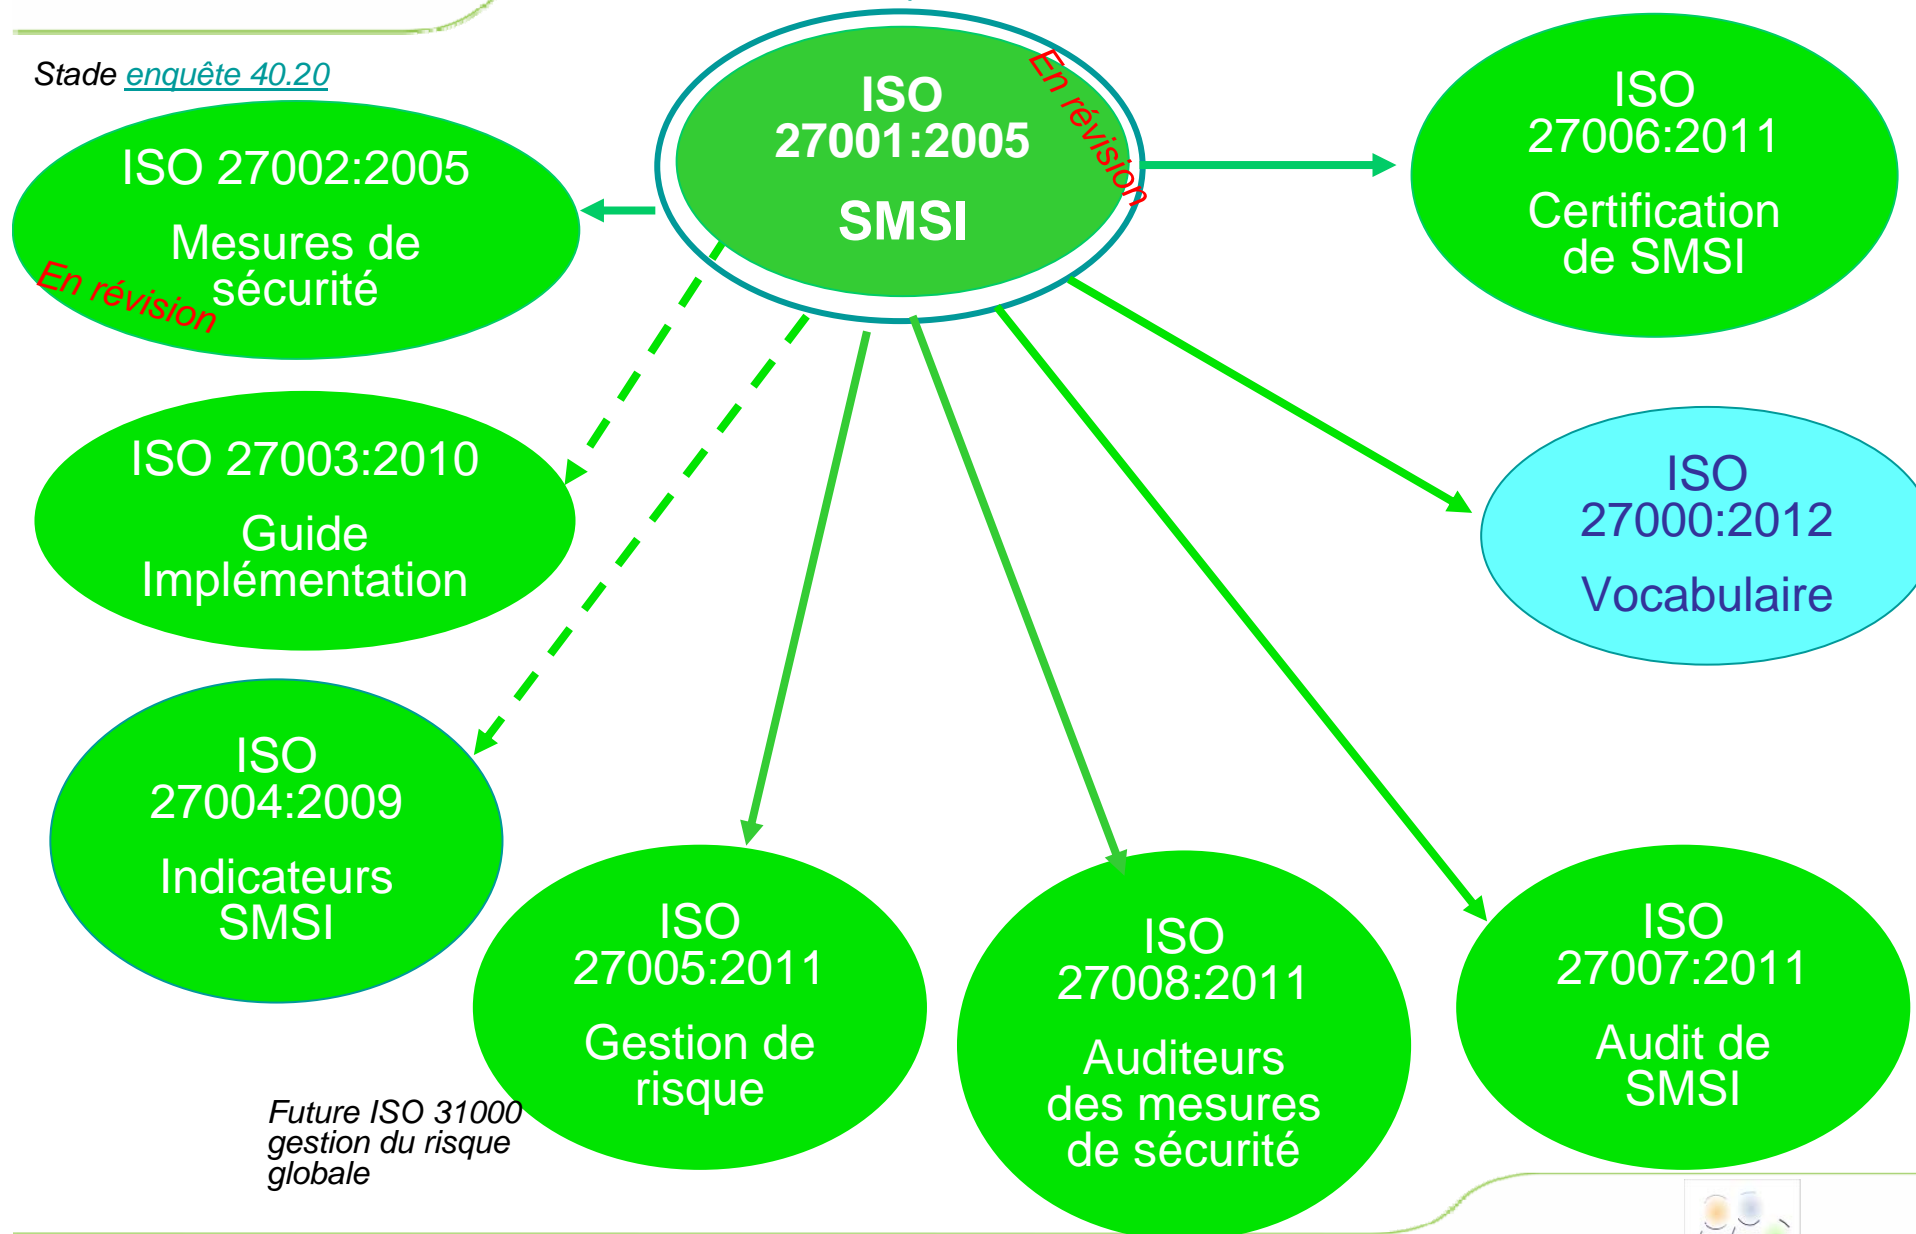 Stade enquête 40.20
ISO
27001:2005
SMSI
En révision
ISO
27006:2011
Certification
de SMSI
ISO 27002:2005
Mesures de
sécurité
En révision
ISO 27003:2010
Guide
Implémentation
ISO
27000:2012
Vocabulaire
ISO
27004:2009
Indicateurs
SMSI
ISO
27005:2011
Gestion de
risque
ISO
27008:2011
Auditeurs
des mesures
de sécurité
ISO
27007:2011
Audit de
SMSI
Future ISO 31000
gestion du risque
globale